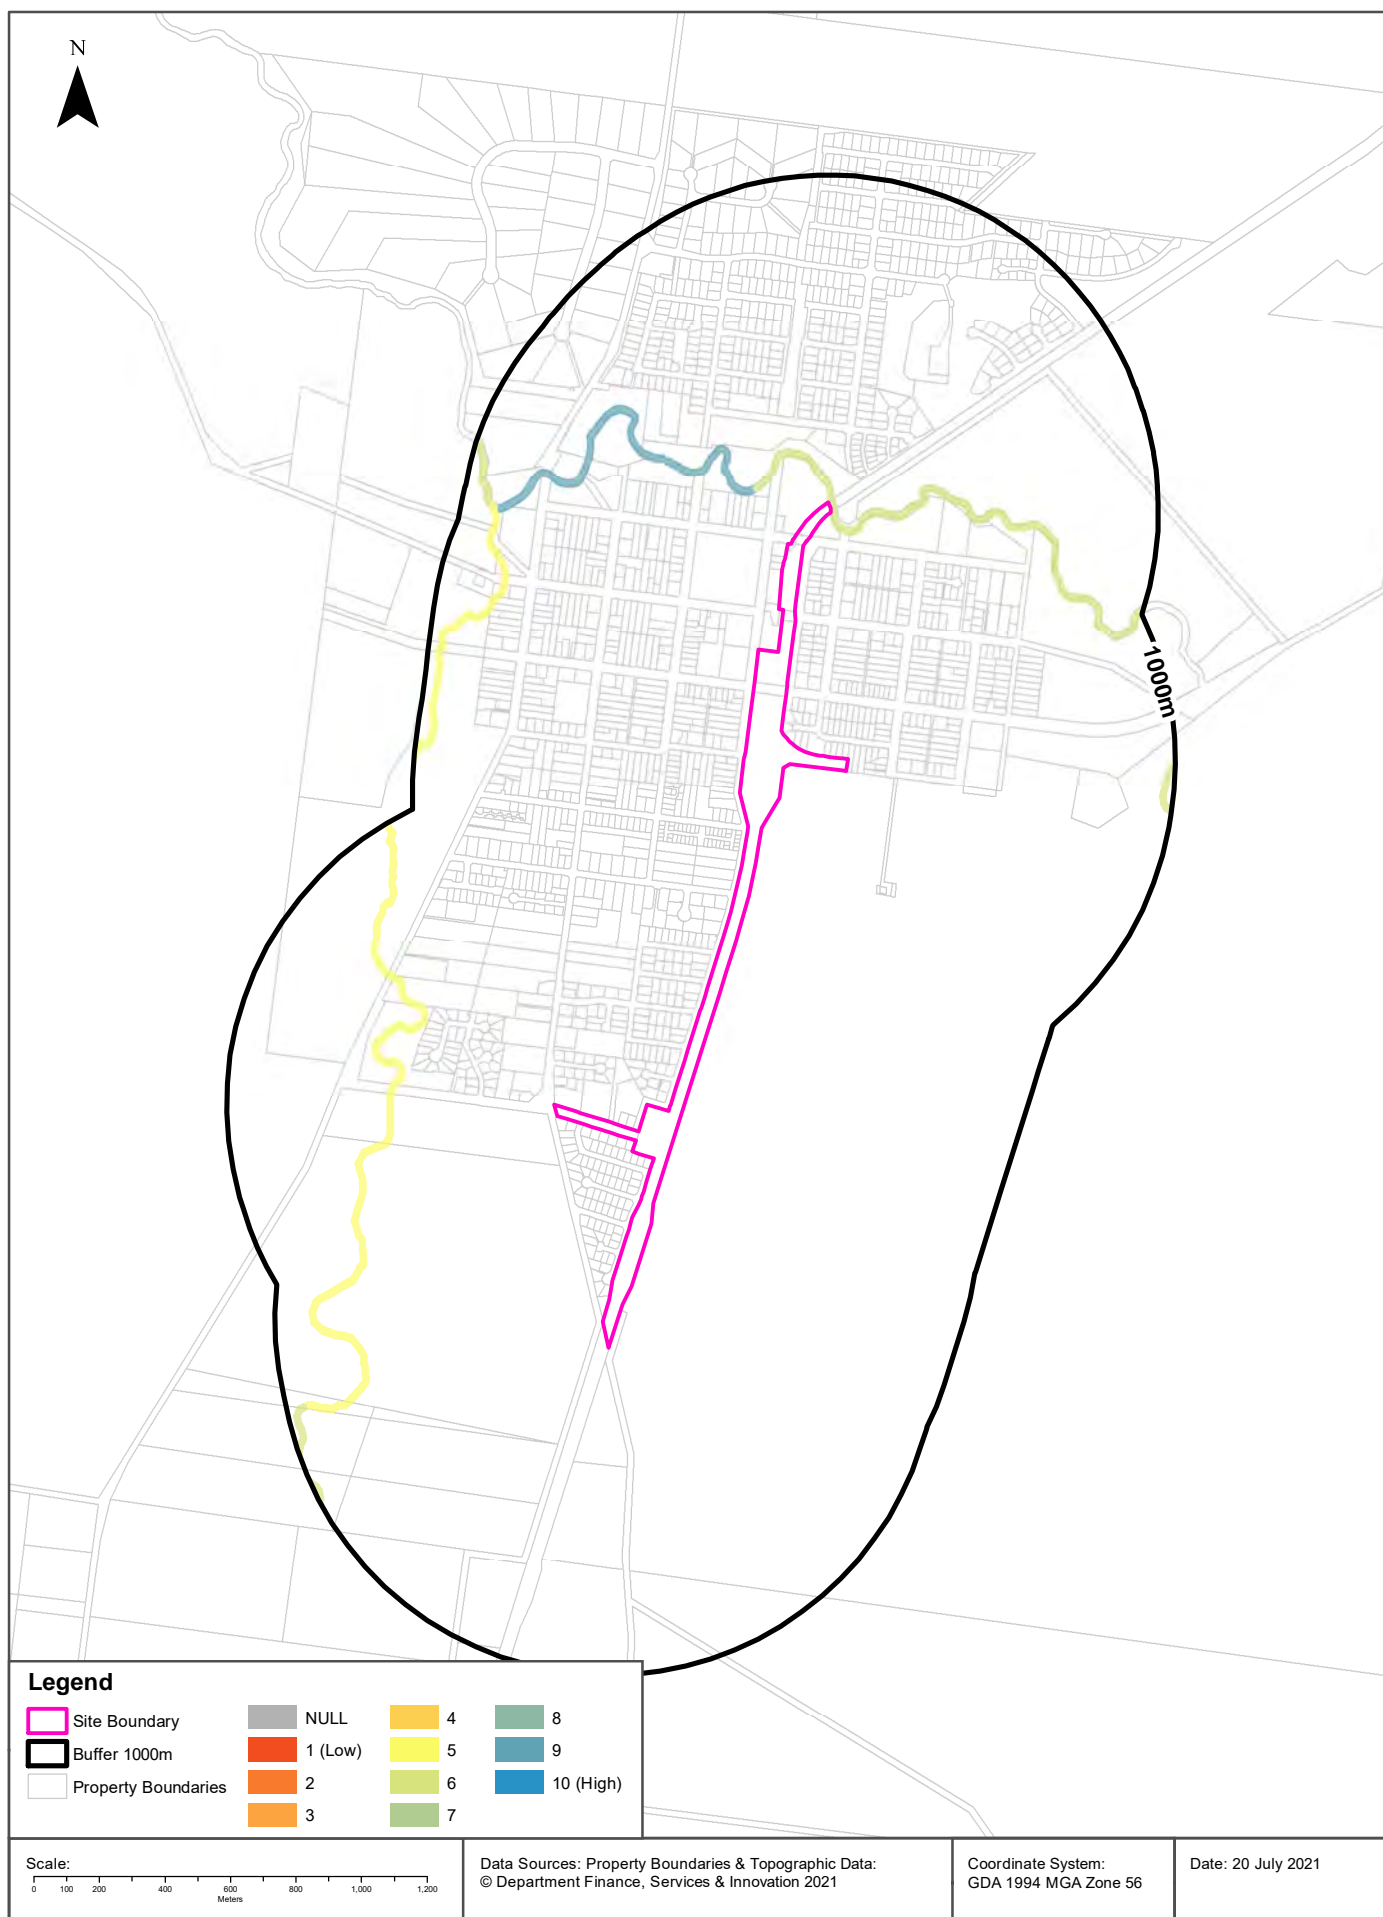 N
1000m
Legend
Site Boundary
Buffer 1000m
Property Boundaries
NULL
1 (Low)
2
3
4
5
6
7
8
9
10 (High)
Scale:
0 100 200 400 600 800 1,000 1,200
Meters
Data Sources: Property Boundaries & Topographic Data:
© Department Finance, Services & Innovation 2021
Coordinate System:
GDA 1994 MGA Zone 56
Date: 20 July 2021